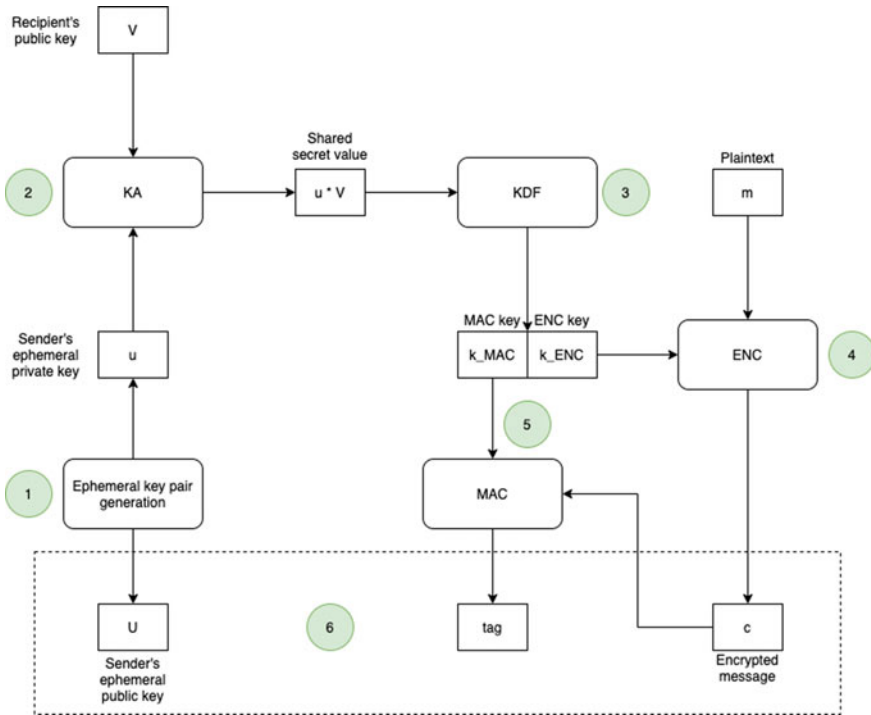 Recipient's
public key
V
Shared
secret value
Plaintext
2
KA
u * V
KDF
3
m
MAC key
ENC key
Sender's
ephemeral
private key
u
k_MAC
k_ENC
ENC
4
5
1
Ephemeral key pair
generation
MAC
U
6
tag
c
Sender's
ephemeral
public key
Encrypted
message